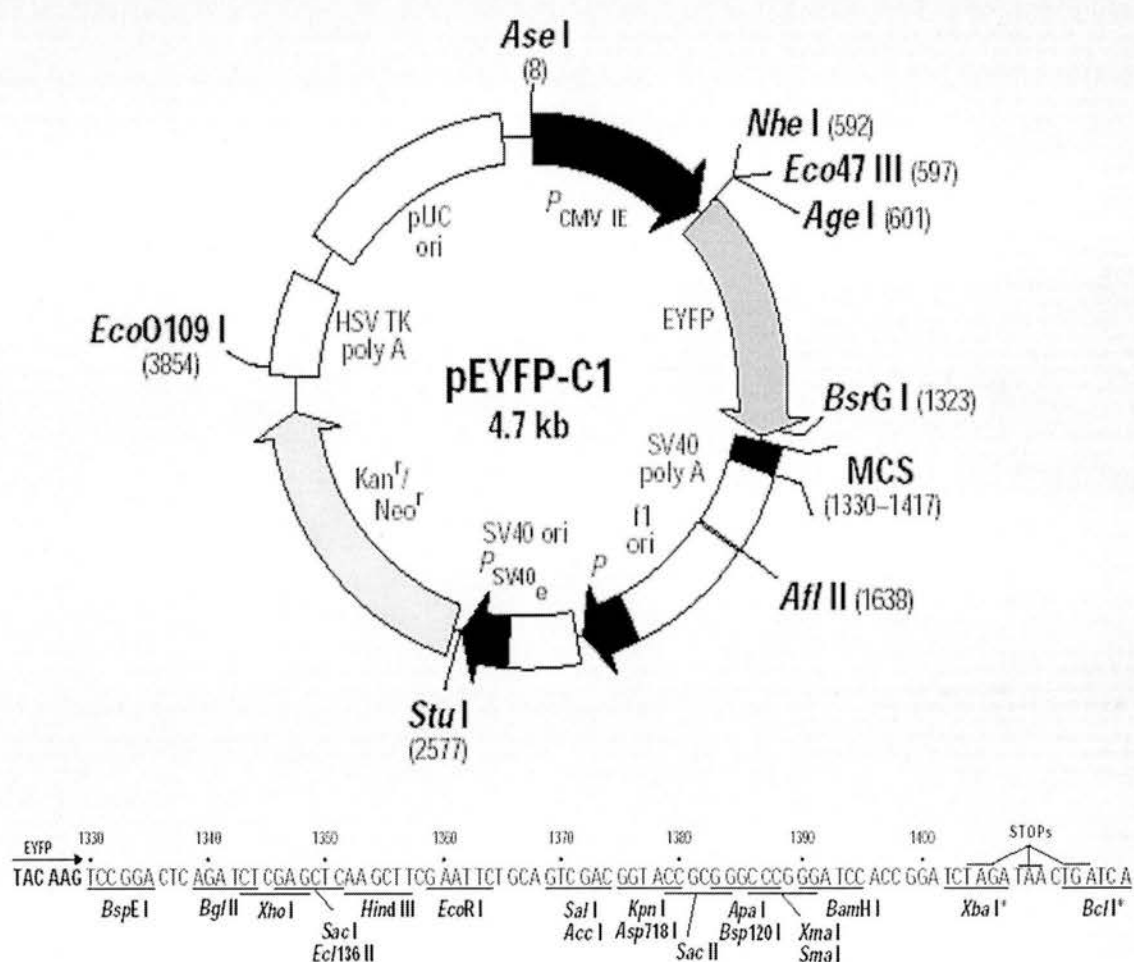 Ase I
(8)
Nhe I (592)
Eco47 III (597)
Age I (601)
P CMV IE
pUC
ori
EcoO109 I
(3854)
HSV TK
poly A
EYFP
pEYFP-C1
4.7 kb
BsrG I (1323)
SV40
poly A
MCS
(1330–1417)
Kanr/
Neor
f1
ori
SV40 ori
P SV40e
P
Afl II (1638)
Stu I
(2577)
EYFP 1330 1340 1350 1360 1370 1380 1390 1400 STOPs
TAC AAG TCC GGA CTC AGA TCT CGA GCT CAA GCT TCG AAT TCT GCA GTC GAC GGT ACC GCG GGC CCG GGA TCC ACC GGA TCT AGA TAA CTG ATC A
BspE I Bgl II Xho I Hind III EcoR I Sal I Kpn I Apa I BamH I Xba I* Bcl I*
Sac I Acc I Asp718 I Bsp120 I Xma I
Ecl136 II Sac II Sma I